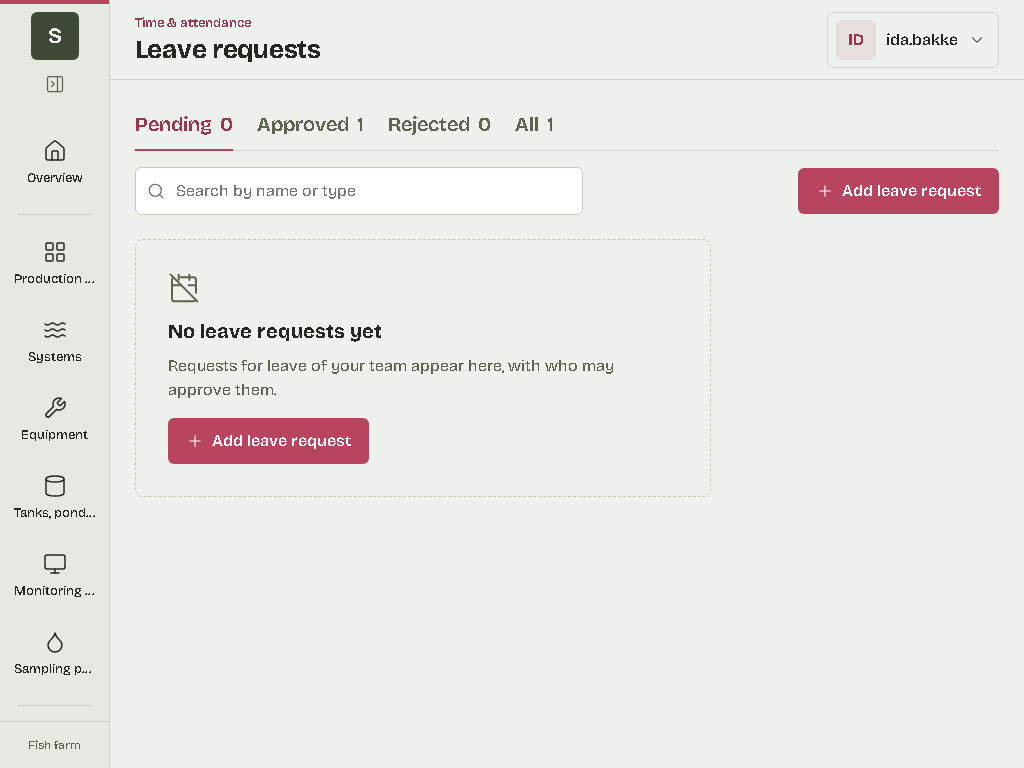 S
Overview
Production ...
Systems
Equipment
Tanks, pond...
Monitoring ...
Sampling p...
Fish farm
Time & attendance
Leave requests
ID ida.bakke
Pending 0 Approved 1 Rejected 0 All 1
Search by name or type
Add leave request
No leave requests yet
Requests for leave of your team appear here, with who may
approve them.
Add leave request